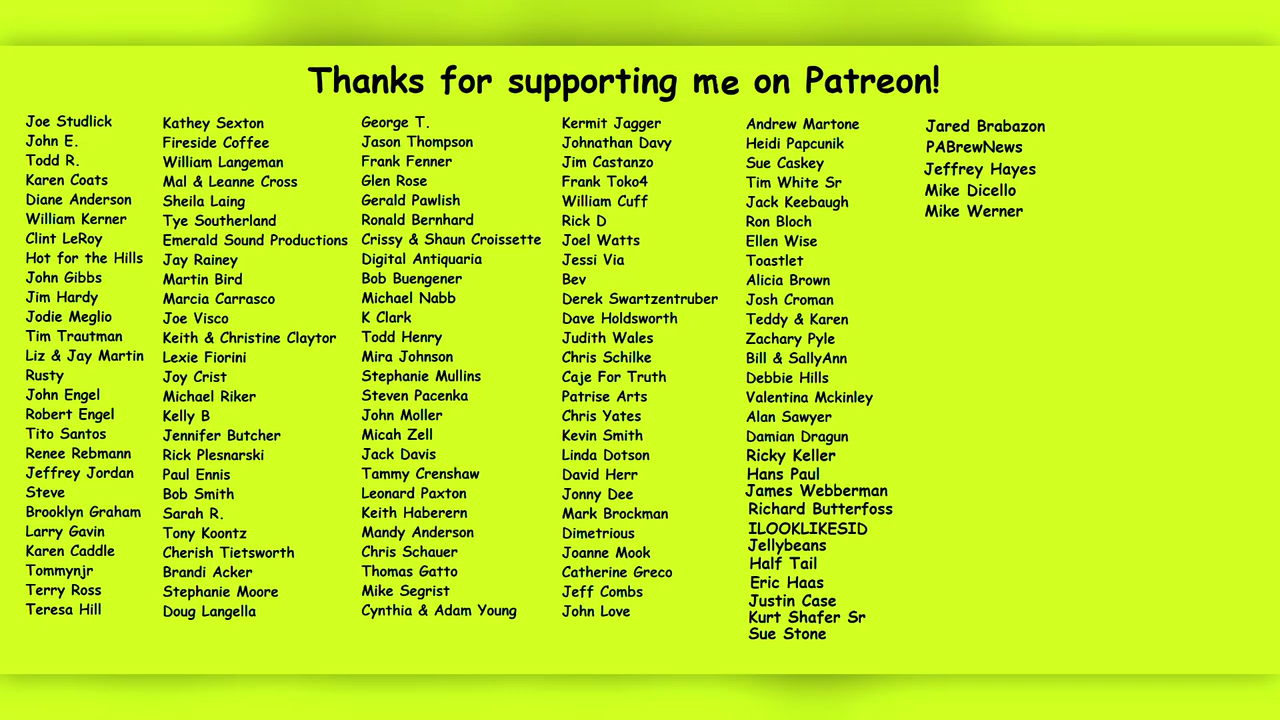 Thanks for supporting me on Patreon!
Joe Studlick
John E.
Todd R.
Karen Coats
Diane Anderson
William Kerner
Clint LeRoy
Hot for the Hills
John Gibbs
Jim Hardy
Jodie Meglio
Tim Trautman
Liz & Jay Martin
Rusty
John Engel
Robert Engel
Tito Santos
Renee Rebmann
Jeffrey Jordan
Steve
Brooklyn Graham
Larry Gavin
Karen Caddle
Tommynjr
Terry Ross
Teresa Hill
Kathey Sexton
Fireside Coffee
William Langeman
Mal & Leanne Cross
Sheila Laing
Tye Southerland
Emerald Sound Productions
Jay Rainey
Martin Bird
Marcia Carrasco
Joe Visco
Keith & Christine Claytor
Lexie Fiorini
Joy Crist
Michael Riker
Kelly B
Jennifer Butcher
Rick Plesnarski
Paul Ennis
Bob Smith
Sarah R.
Tony Koontz
Cherish Tietsworth
Brandi Acker
Stephanie Moore
Doug Langella
George T.
Jason Thompson
Frank Fenner
Glen Rose
Gerald Pawlish
Ronald Bernhard
Crissy & Shaun Croissette
Digital Antiquaria
Bob Buengener
Michael Nabb
K Clark
Todd Henry
Mira Johnson
Stephanie Mullins
Steven Pacenka
John Moller
Micah Zell
Jack Davis
Tammy Crenshaw
Leonard Paxton
Keith Haberern
Mandy Anderson
Chris Schauer
Thomas Gatto
Mike Segrist
Cynthia & Adam Young
Kermit Jagger
Johnathan Davy
Jim Castanzo
Frank Toko4
William Cuff
Rick D
Joel Watts
Jessi Via
Bev
Derek Swartzentruber
Dave Holdsworth
Judith Wales
Chris Schilke
Caje For Truth
Patrise Arts
Chris Yates
Kevin Smith
Linda Dotson
David Herr
Jonny Dee
Mark Brockman
Dimetrious
Joanne Mook
Catherine Greco
Jeff Combs
John Love
Andrew Martone
Heidi Papcunik
Sue Caskey
Tim White Sr
Jack Keebaugh
Ron Bloch
Ellen Wise
Toastlet
Alicia Brown
Josh Croman
Teddy & Karen
Zachary Pyle
Bill & SallyAnn
Debbie Hills
Valentina Mckinley
Alan Sawyer
Damian Dragun
Ricky Keller
Hans Paul
James Webberman
Richard Butterfoss
ILOOKLIKESID
Jellybeans
Half Tail
Eric Haas
Justin Case
Kurt Shafer Sr
Sue Stone
Jared Brabazon
PABrewNews
Jeffrey Hayes
Mike Dicello
Mike Werner